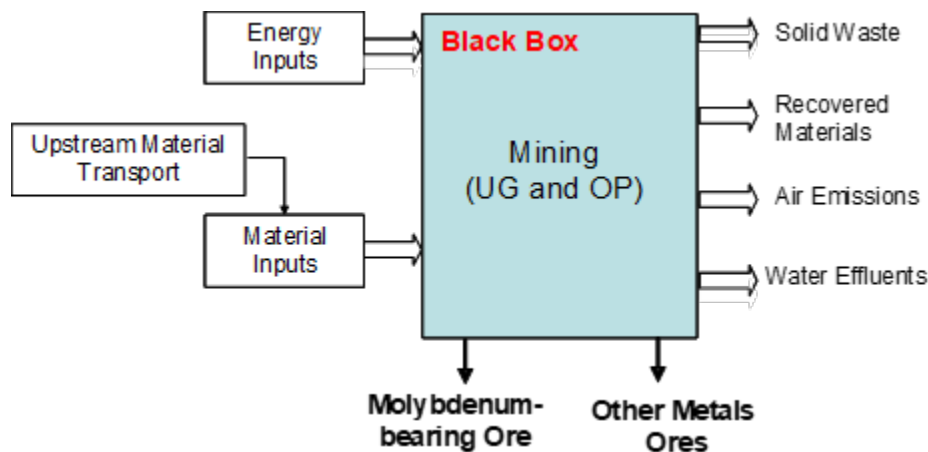 Energy
Inputs
Black Box
Solid Waste
Recovered
Materials
Upstream Material
Transport
Mining
(UG and OP)
Air Emissions
Material
Inputs
Water Effluents
Molybdenum-
bearing Ore
Other Metals
Ores